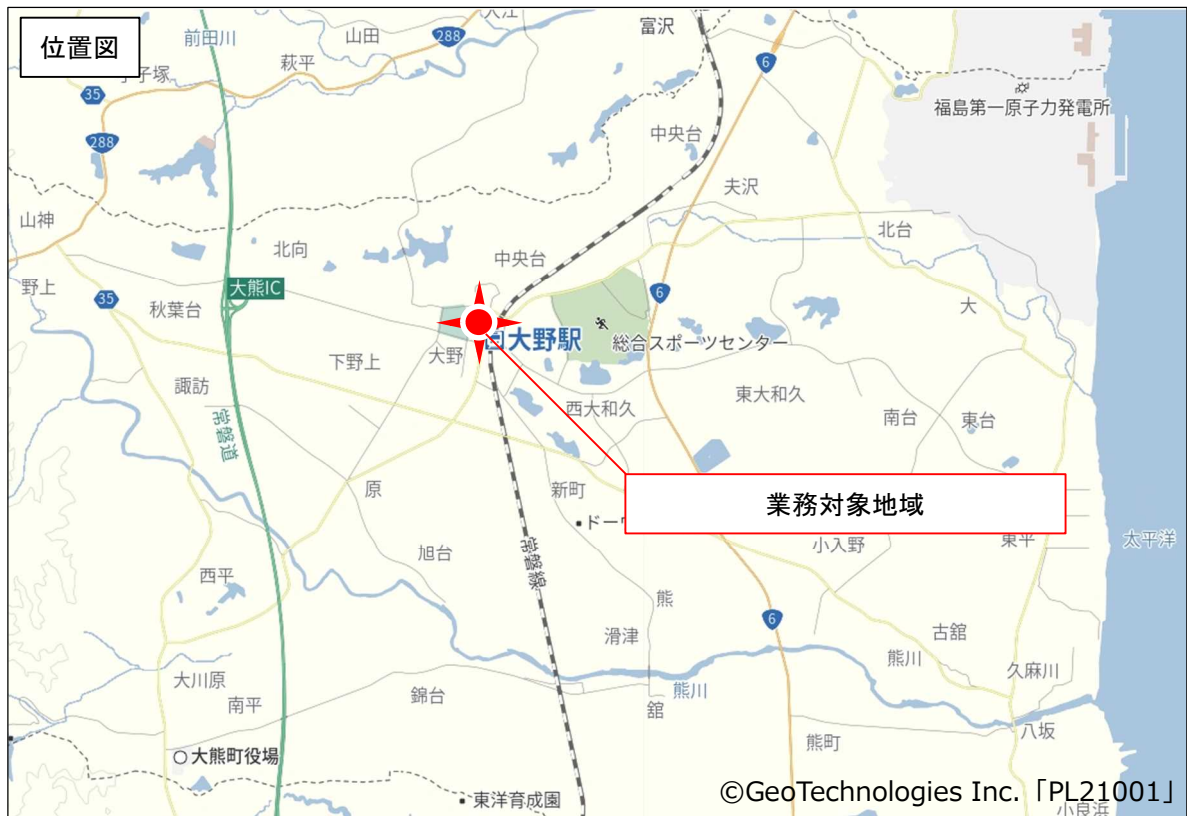 位置図
前田川
山田
288
富沢
萩平
6
35
福島第一原子力発電所
288
中央台
夫沢
山神
北向
中央台
北台
野上
大熊IC
6
大
35
秋葉台
大野駅
総合スポーツセンター
下野上
大野
諏訪
西大和久
東大和久
南台
東台
常磐道
原
新町
業務対象地域
ドー
旭台
小入野
東平
太平洋
常磐線
西平
熊
滑津
6
古舘
大川原
熊川
久麻川
南平
錦台
熊川
舘
八坂
大熊町役場
熊町
東洋育成園
©GeoTechnologies Inc.「PL21001」
小良浜